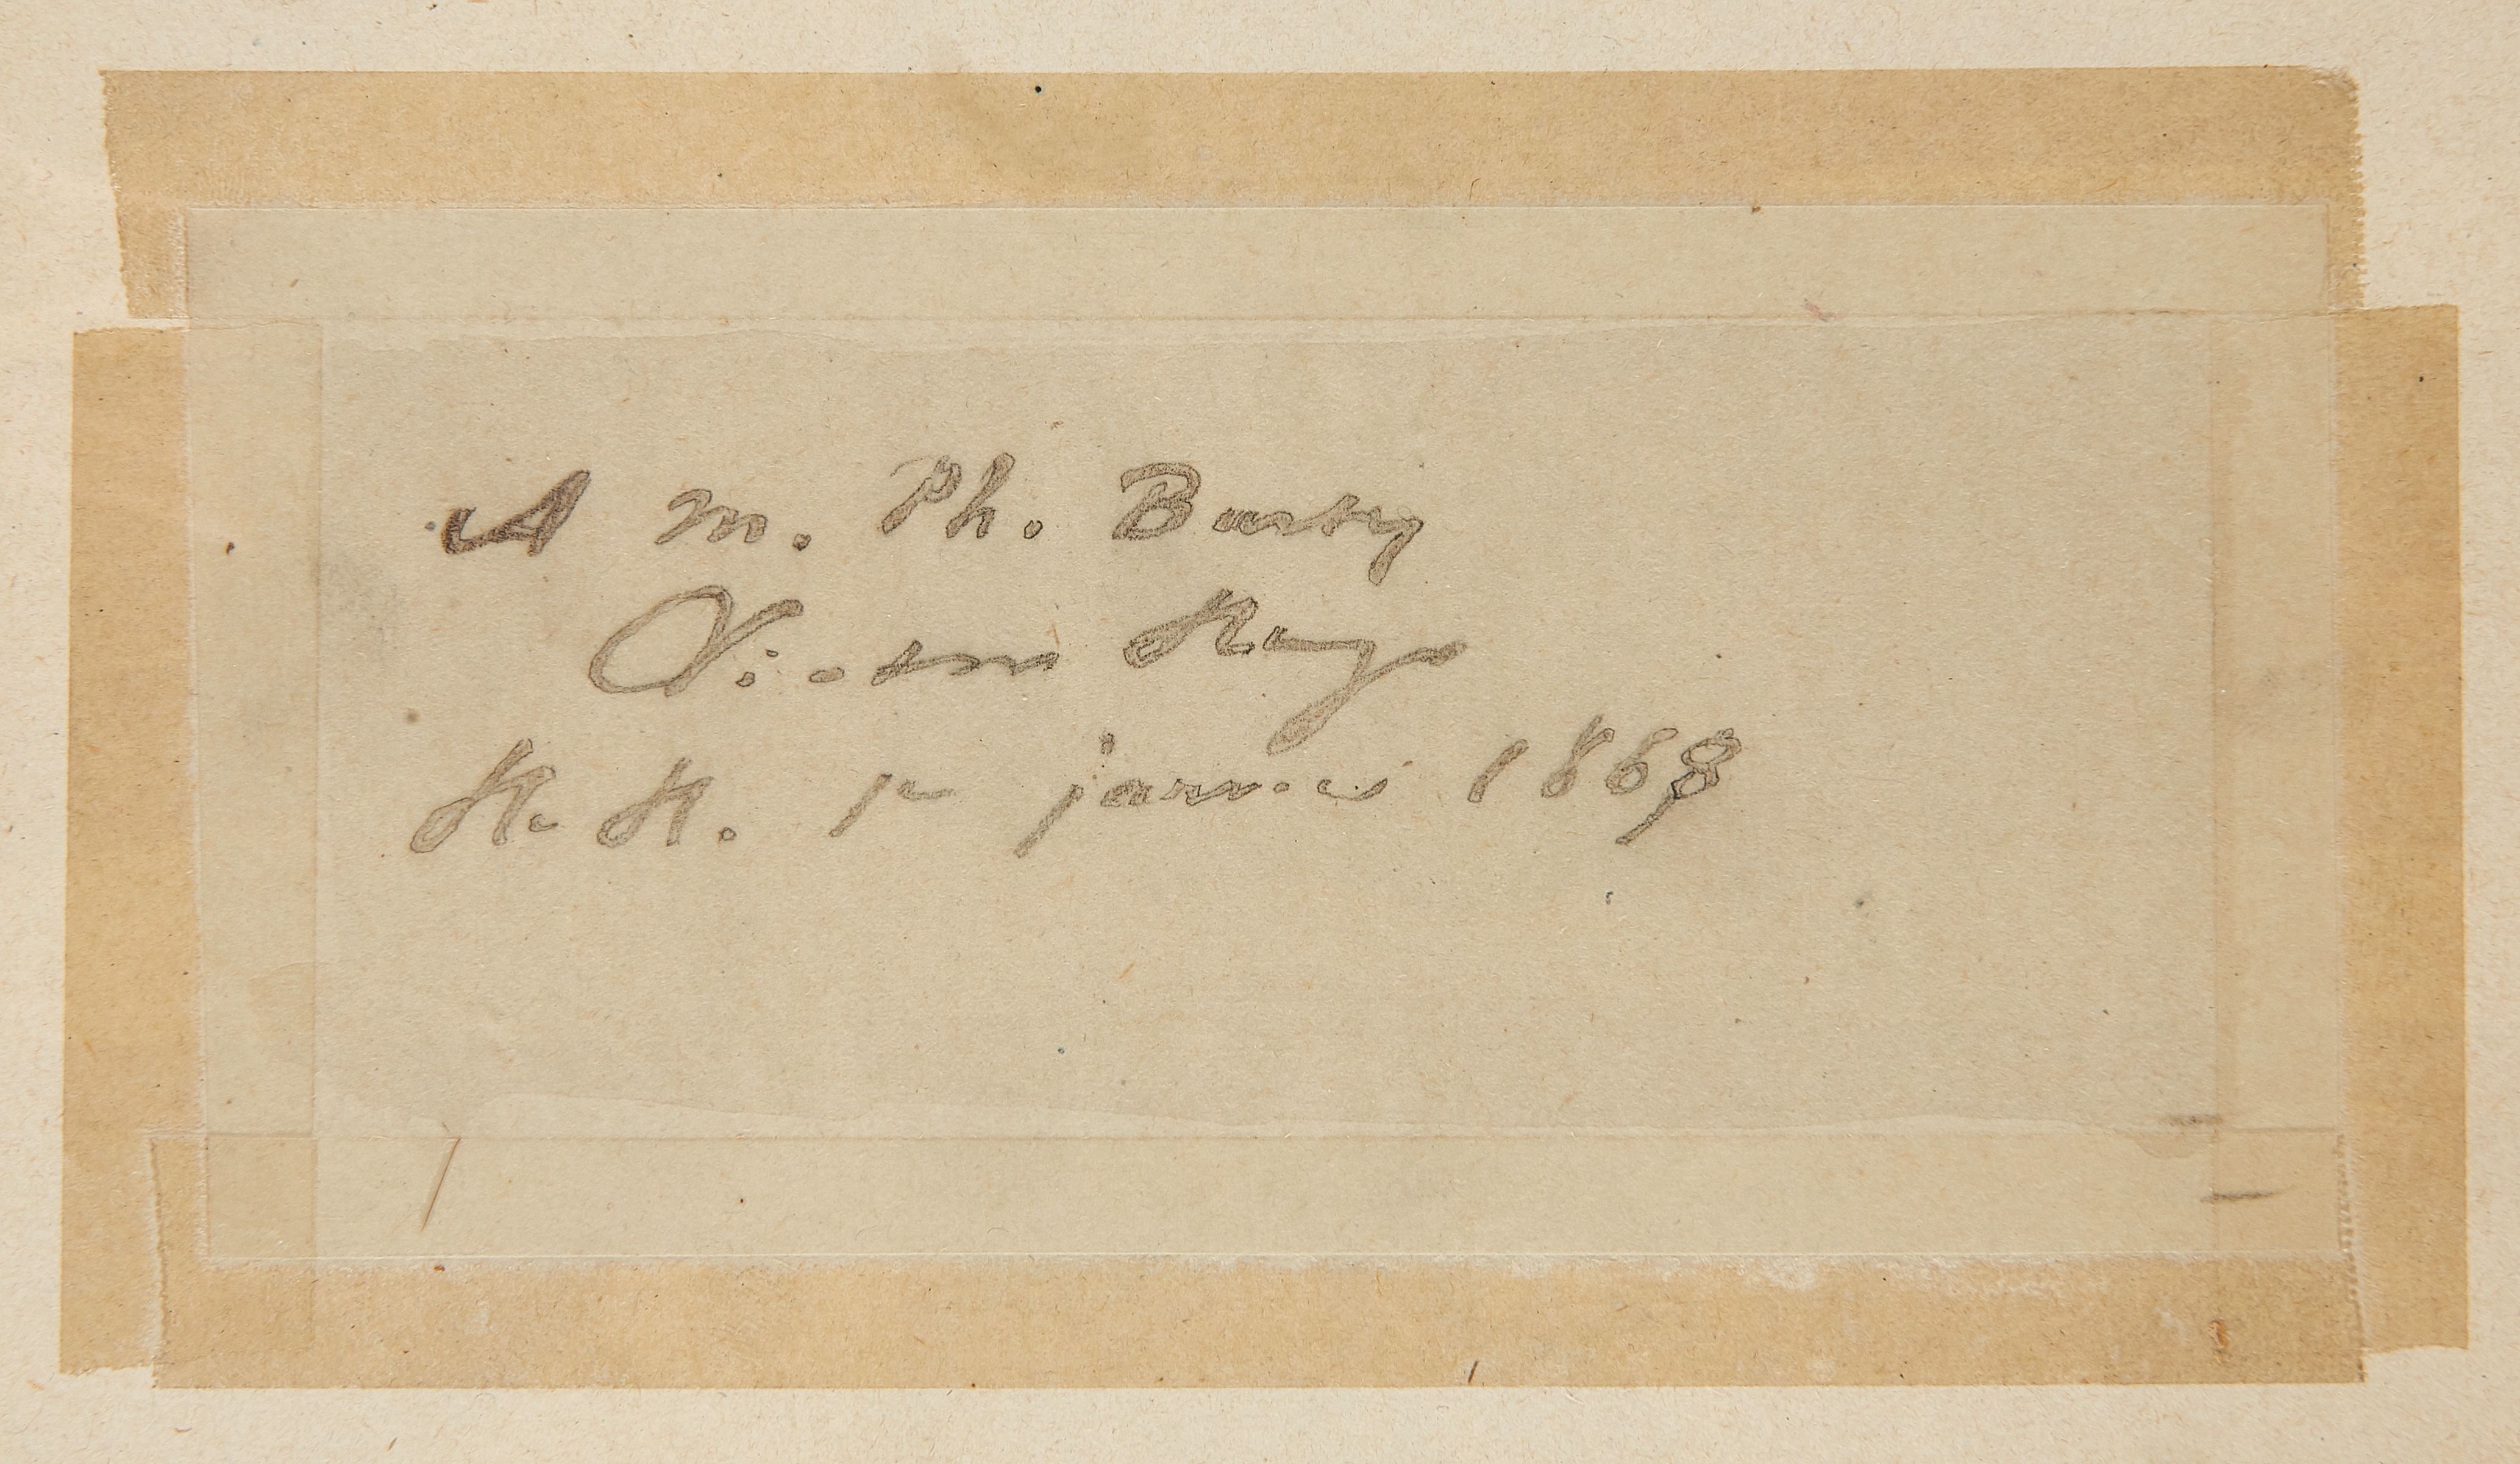 A M. Ph. Burty
Victor Hugo
H. H. 1er janvier 1868